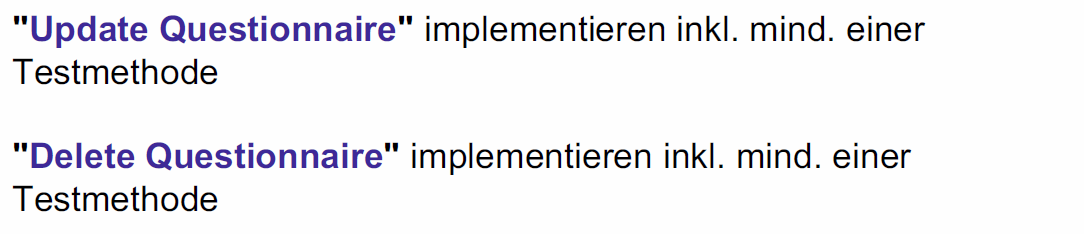 "Update Questionnaire" implementieren inkl. mind. einer
Testmethode
"Delete Questionnaire" implementieren inkl. mind. einer
Testmethode